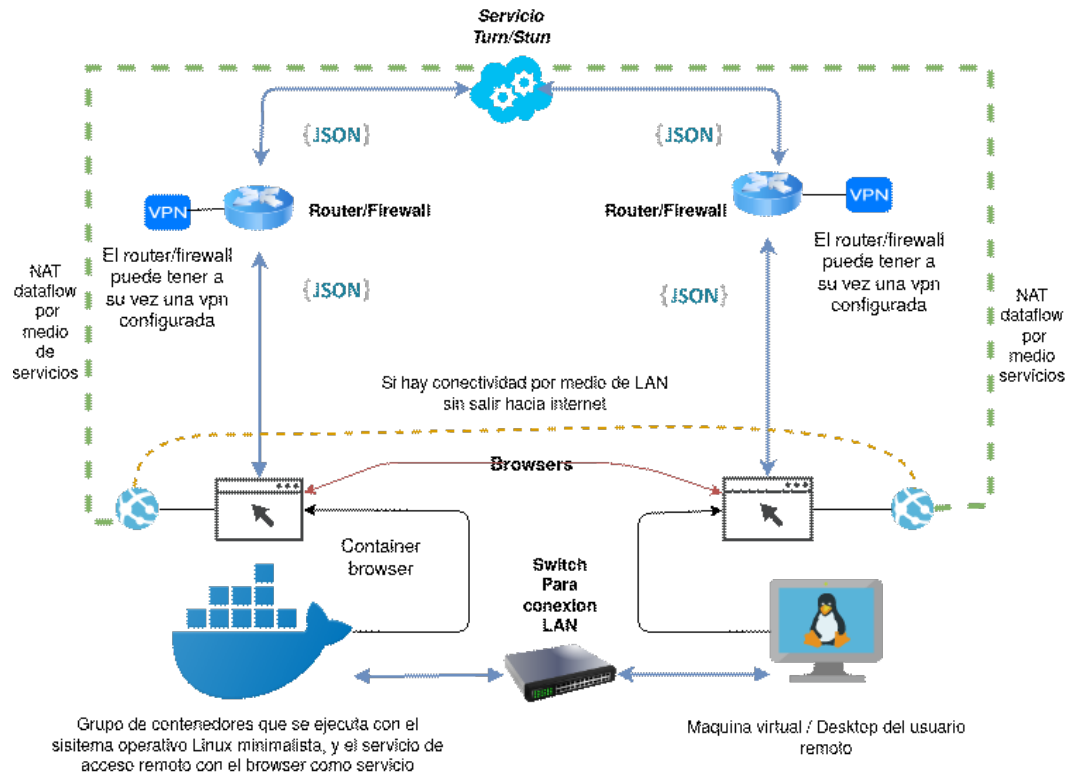 Servicio
Turn/Stun
{JSON}
{JSON}
VPN
Router/Firewall
Router/Firewall
VPN
El router/firewall
puede tener a
su vez una vpn
configurada
El router/firewall
puede tener a
su vez una vpn
configurada
{JSON}
{JSON}
NAT
dataflow
por
medio
de
servicios
NAT
dataflow
por
medio
servicios
Si hay conectividad por medio de LAN
sin salir hacia internet
Browsers
Container
browser
Switch
Para
conexion
LAN
Grupo de contenedores que se ejecuta con el
sisitema operativo Linux minimalista, y el servicio de
acceso remoto con el browser como servicio
Maquina virtual / Desktop del usuario
remoto